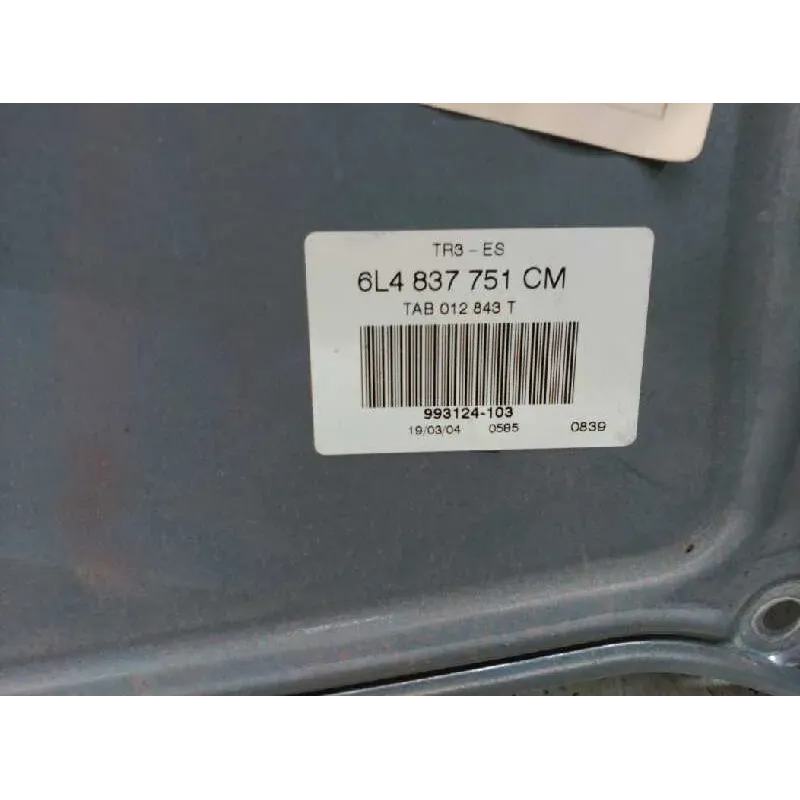 TR3 - ES
6L4 837 751 CM
TAB 012 843 T
993124-103
19/03/04 0585 0839